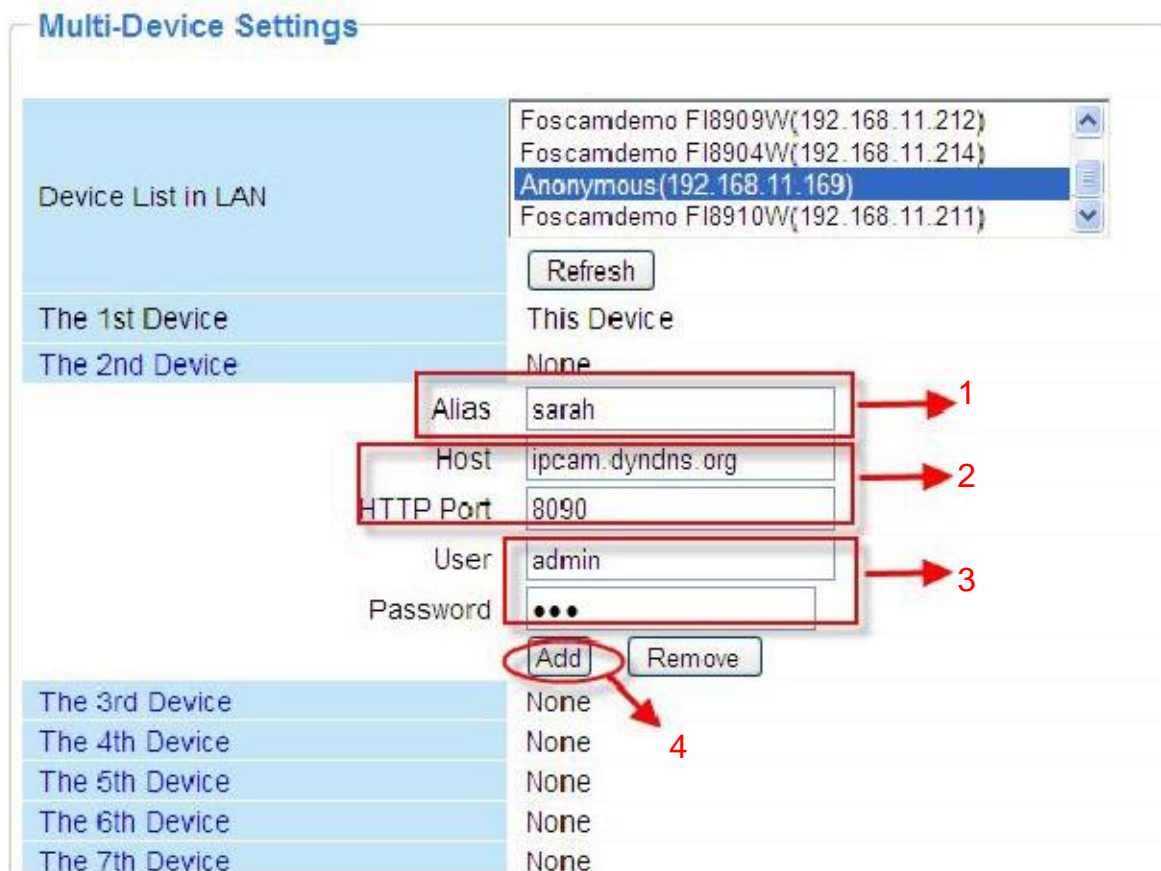 Multi-Device Settings
Device List in LAN
Foscamdemo FI8909W(192.168.11.212)
Foscamdemo FI8904W(192.168.11.214)
Anonymous(192.168.11.169)
Foscamdemo FI8910W(192.168.11.211)
Refresh
The 1st Device This Device
The 2nd Device None
Alias sarah 1
Host ipcam.dyndns.org
2
HTTP Port 8090
User admin
3
Password •••
Add Remove
The 3rd Device None
The 4th Device None
4
The 5th Device None
The 6th Device None
The 7th Device None